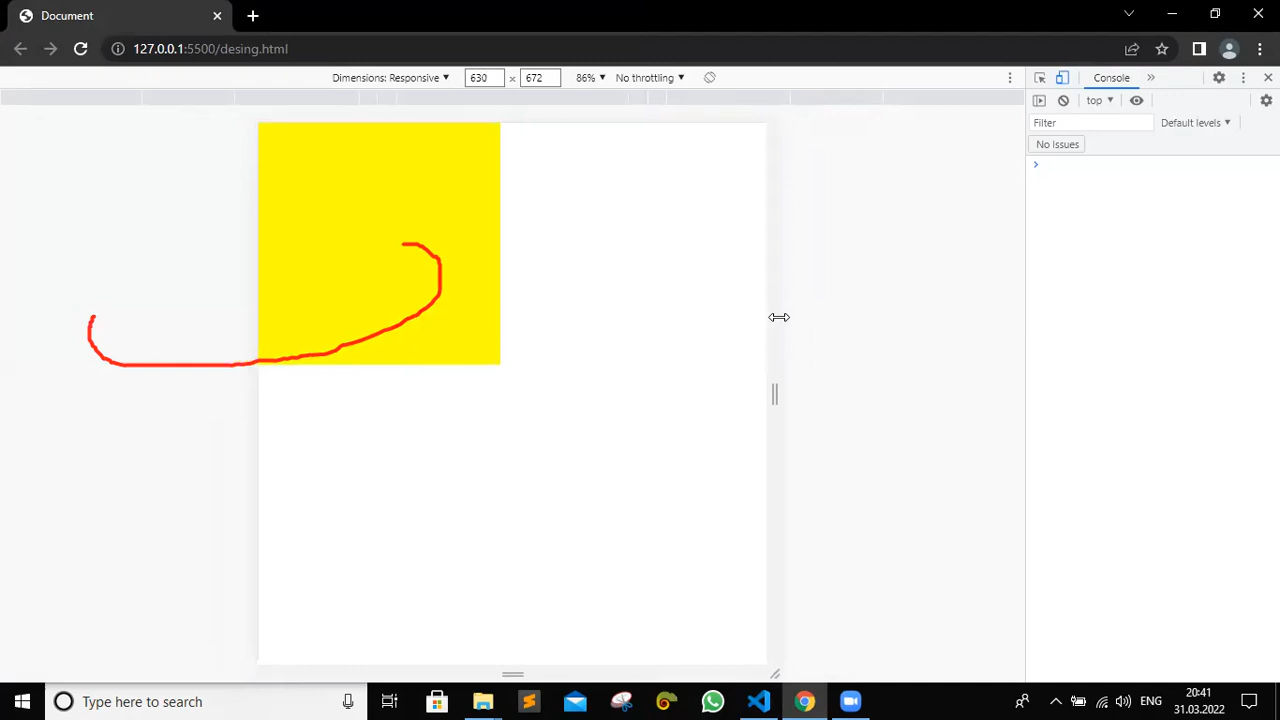 Document
127.0.0.1:5500/desing.html
Dimensions: Responsive 630 × 672 86% No throttling
Console
top
Filter
Default levels
No Issues
Type here to search
ENG
20:41
31.03.2022